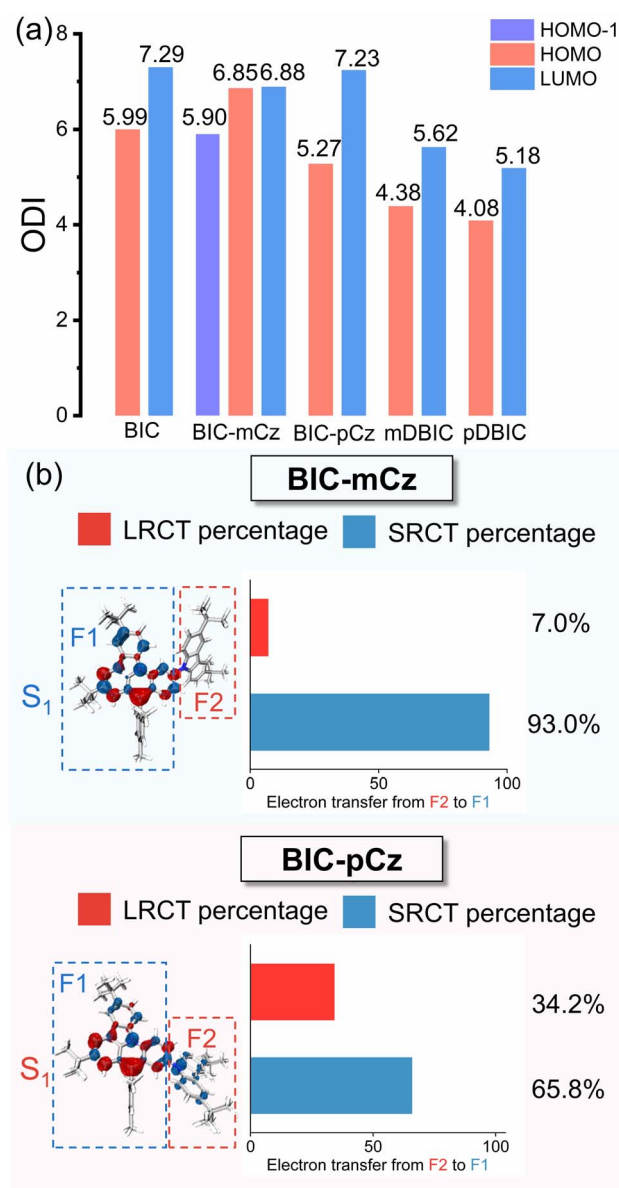 (a)
HOMO-1
HOMO
LUMO
ODI
8
6
4
2
0
5.99
7.29
5.90
6.85
6.88
5.27
7.23
4.38
5.62
4.08
5.18
BIC
BIC-mCz
BIC-pCz
mDBIC
pDBIC
(b)
BIC-mCz
LRCT percentage
SRCT percentage
F1
F2
S1
7.0%
93.0%
0
50
100
Electron transfer from F2 to F1
BIC-pCz
LRCT percentage
SRCT percentage
F1
F2
S1
34.2%
65.8%
0
50
100
Electron transfer from F2 to F1